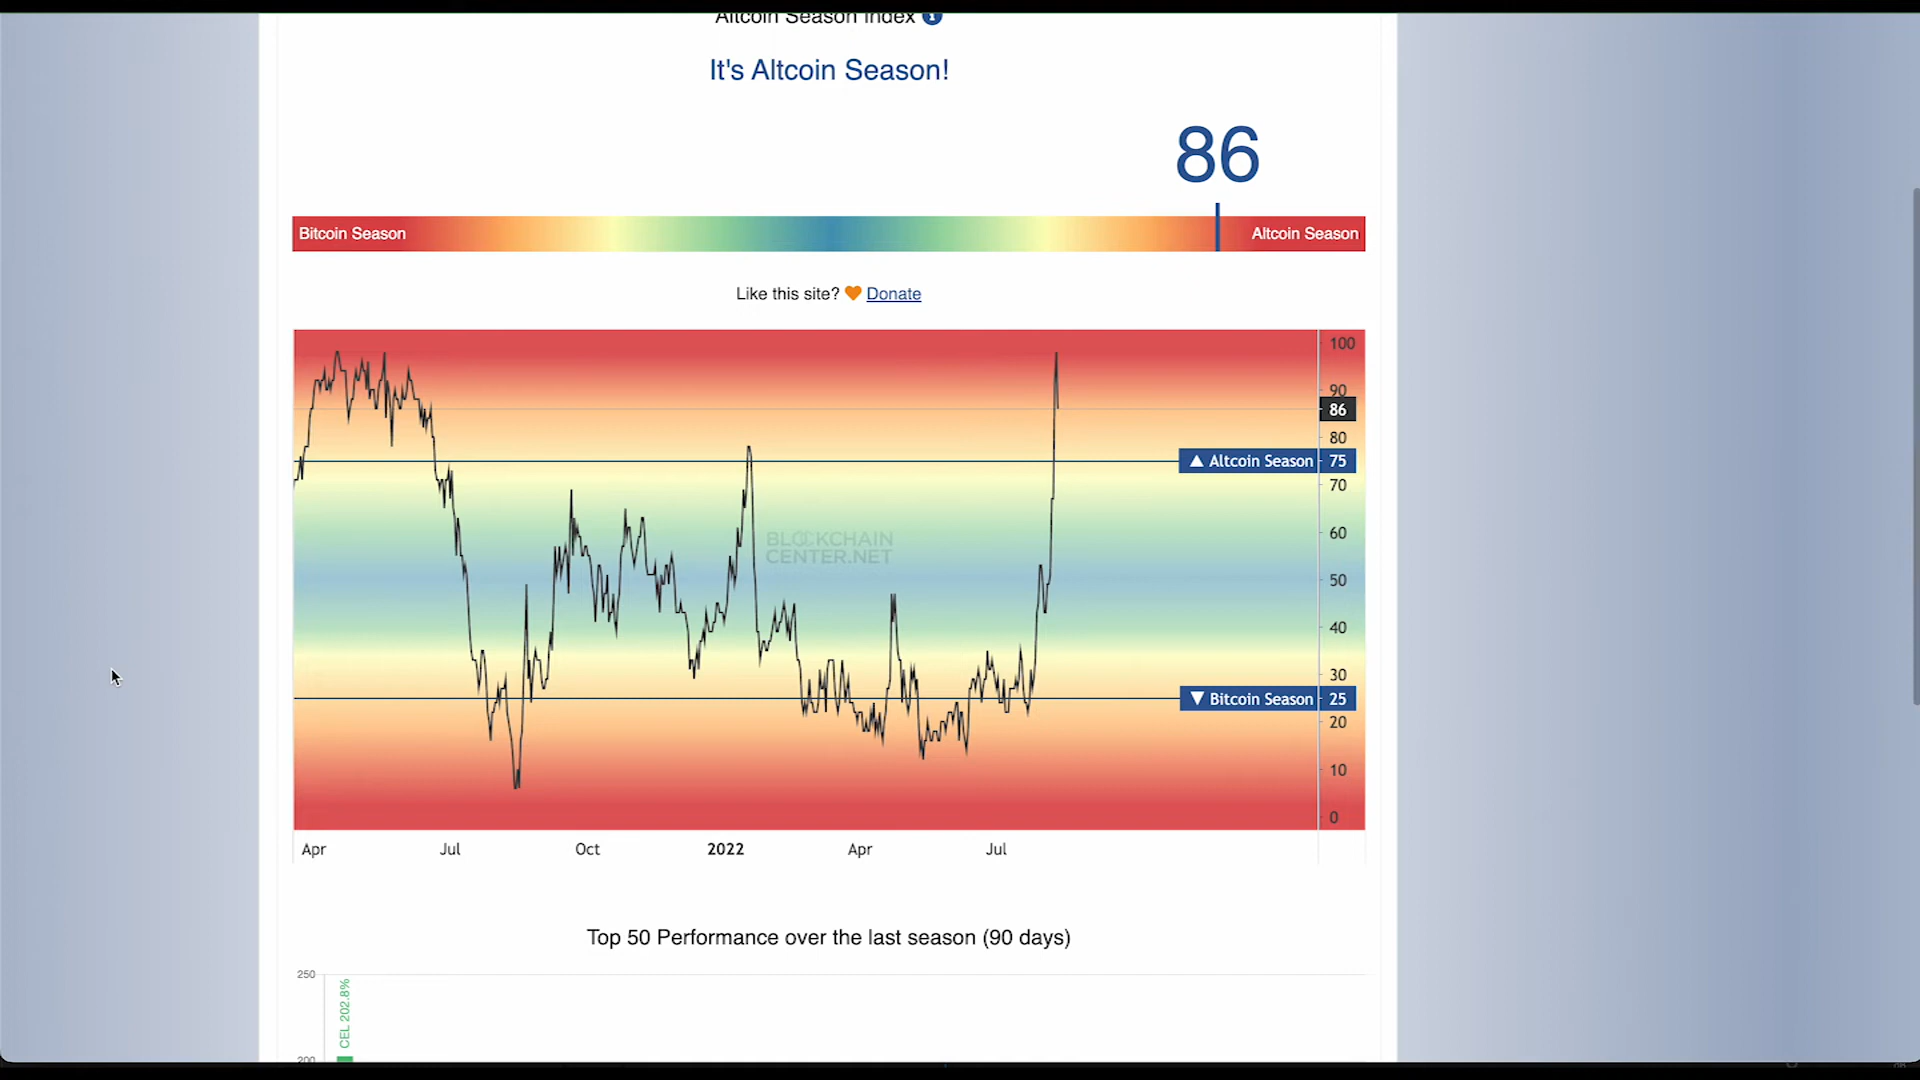 Altcoin Season Index
It's Altcoin Season!
86
Bitcoin Season
Altcoin Season
Like this site? Donate
100
90
86
80
▲ Altcoin Season 75
70
60
BLOCKCHAIN
CENTER.NET
50
40
30
▼ Bitcoin Season 25
20
10
0
Apr Jul Oct 2022 Apr Jul
Top 50 Performance over the last season (90 days)
250
CEL 202.8%
200